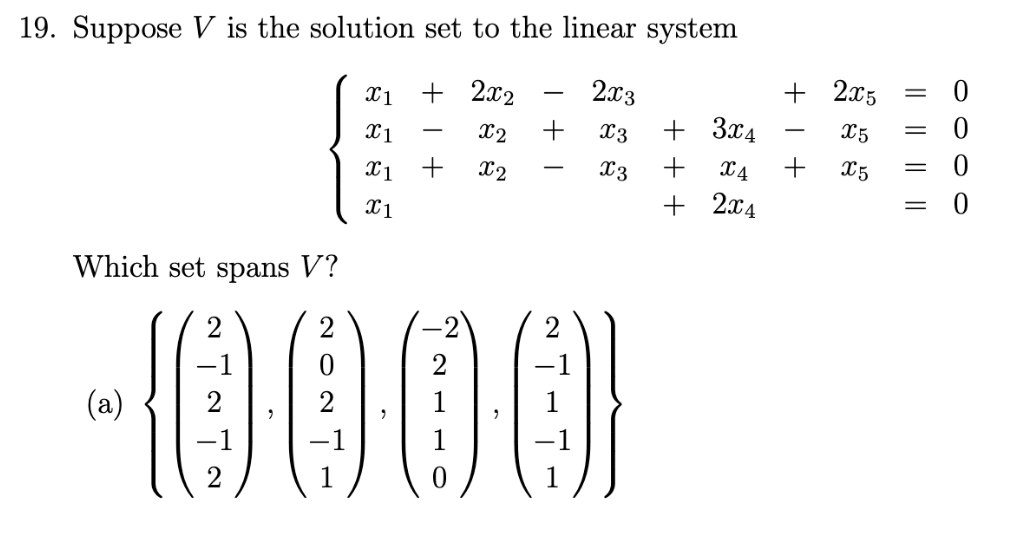 19. Suppose V is the solution set to the linear system
x1 + 2x2 − 2x3 + 2x5 = 0
x1 − x2 + x3 + 3x4 − x5 = 0
x1 + x2 − x3 + x4 + x5 = 0
x1 + 2x4 = 0
Which set spans V?
(a) { (2 −1 2 −1 2), (2 0 2 −1 1), (−2 2 1 1 0), (2 −1 1 −1 1) }